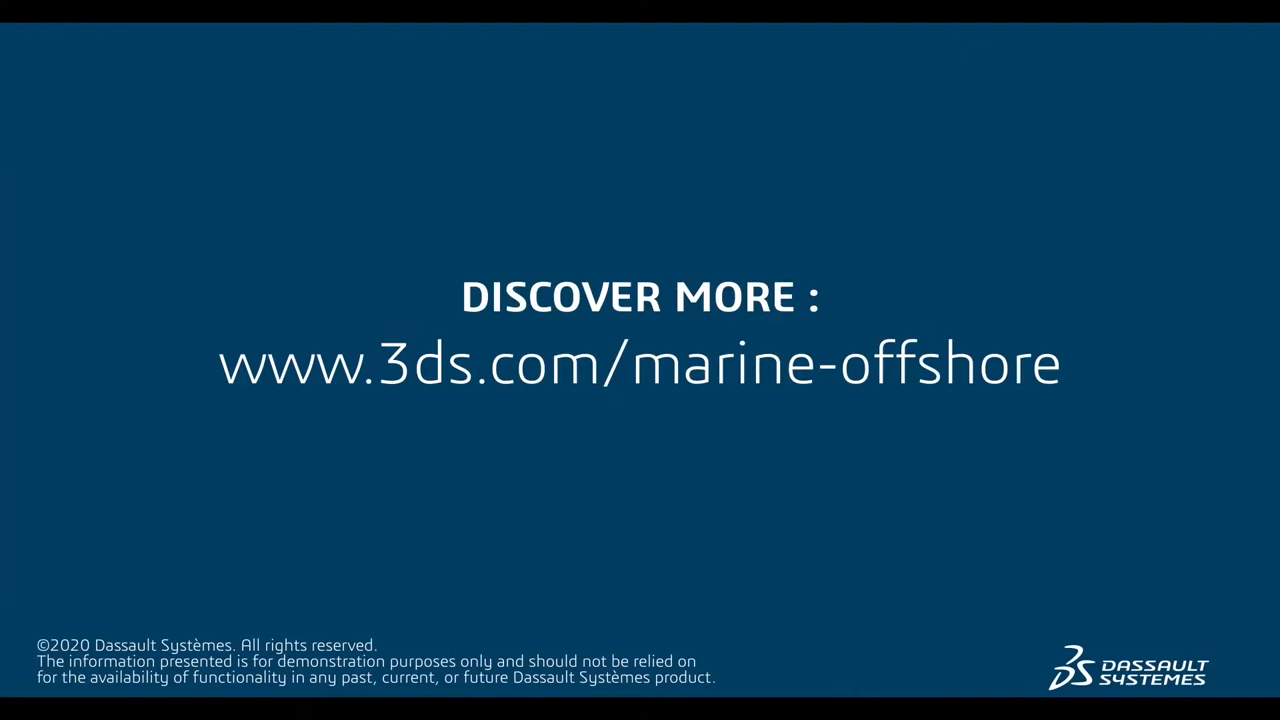 DISCOVER MORE :
www.3ds.com/marine-offshore
©2020 Dassault Systèmes. All rights reserved.
The information presented is for demonstration purposes only and should not be relied on
for the availability of functionality in any past, current, or future Dassault Systèmes product.
3DS DASSAULT
SYSTEMES